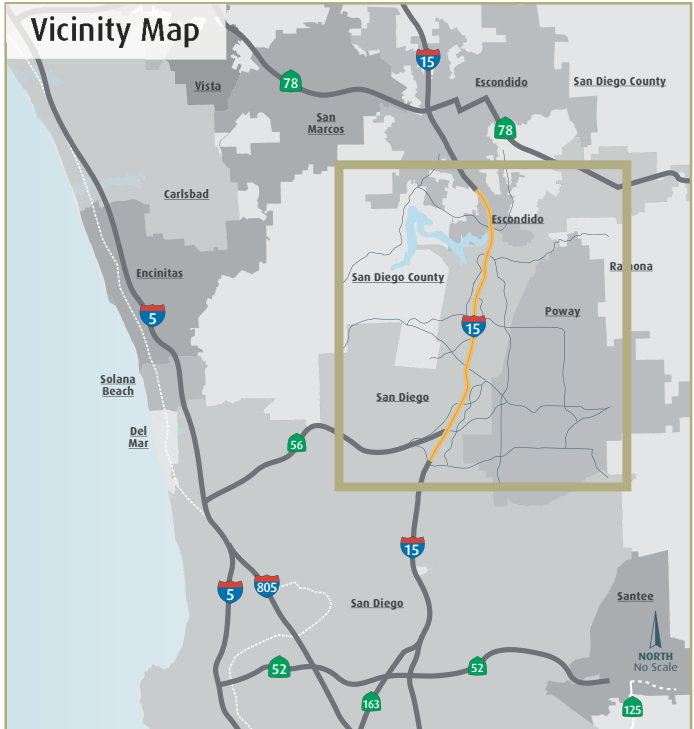 Vicinity Map
15
Escondido
San Diego County
Vista
78
San
Marcos
78
Carlsbad
Escondido
Encinitas
San Diego County
Ramona
5
15
Poway
Solana
Beach
San Diego
Del
Mar
56
15
5
805
San Diego
Santee
NORTH
No Scale
52
52
163
125